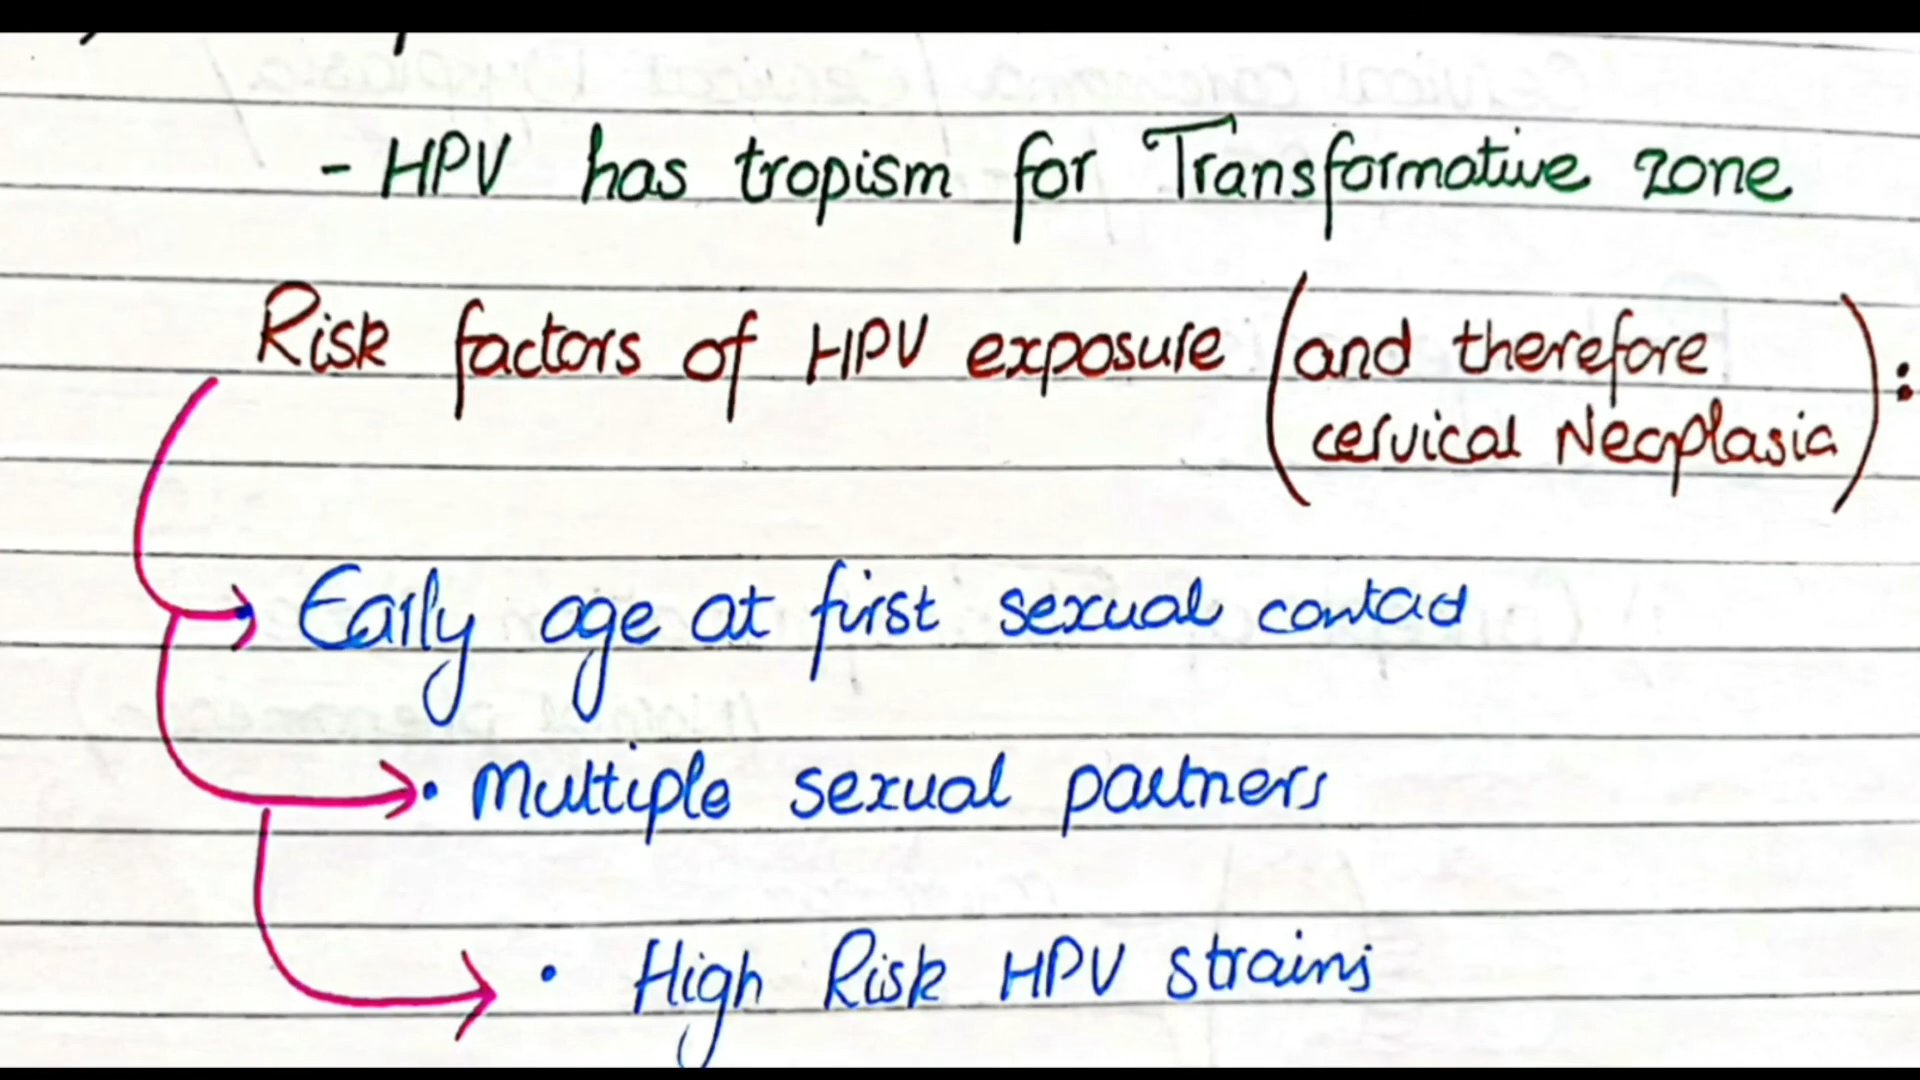 - HPV has tropism for Transformative zone
Risk factors of HPV exposure (and therefore
cervical Neoplasia) :
• Early age at first sexual contact
• Multiple sexual partners
• High Risk HPV strains